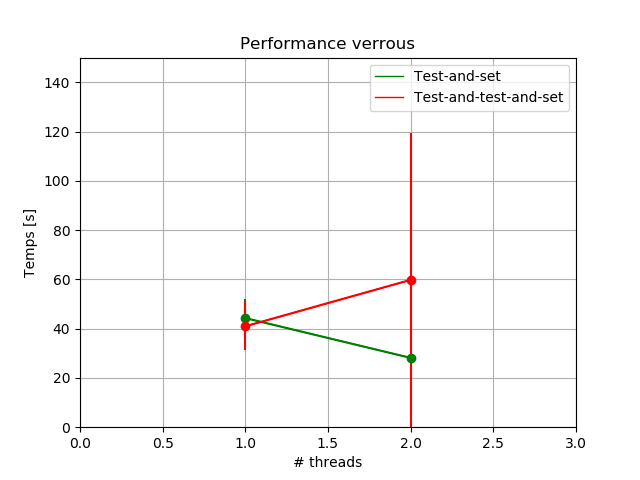 Performance verrous
Test-and-set
Test-and-test-and-set
Temps [s]
140
120
100
80
60
40
20
0
0.0 0.5 1.0 1.5 2.0 2.5 3.0
# threads